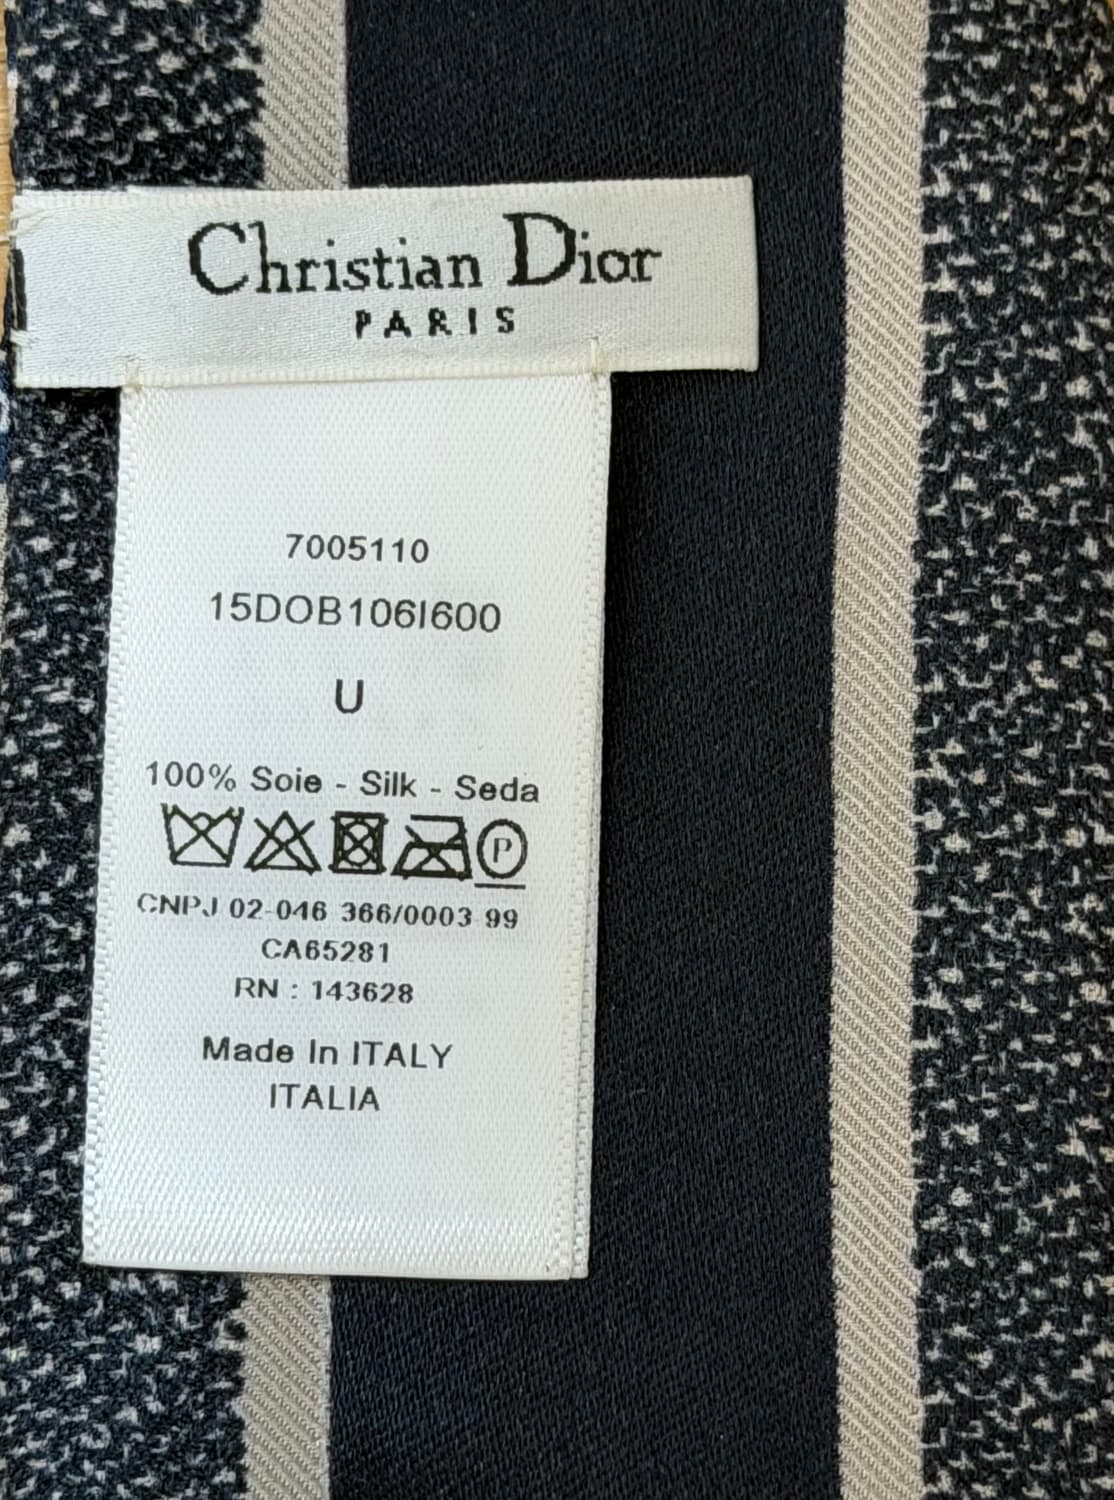 Christian Dior
PARIS
7005110
15DOB106I600
U
100% Soie - Silk - Seda
P
CNPJ 02-046 366/0003 99
CA65281
RN : 143628
Made In ITALY
ITALIA